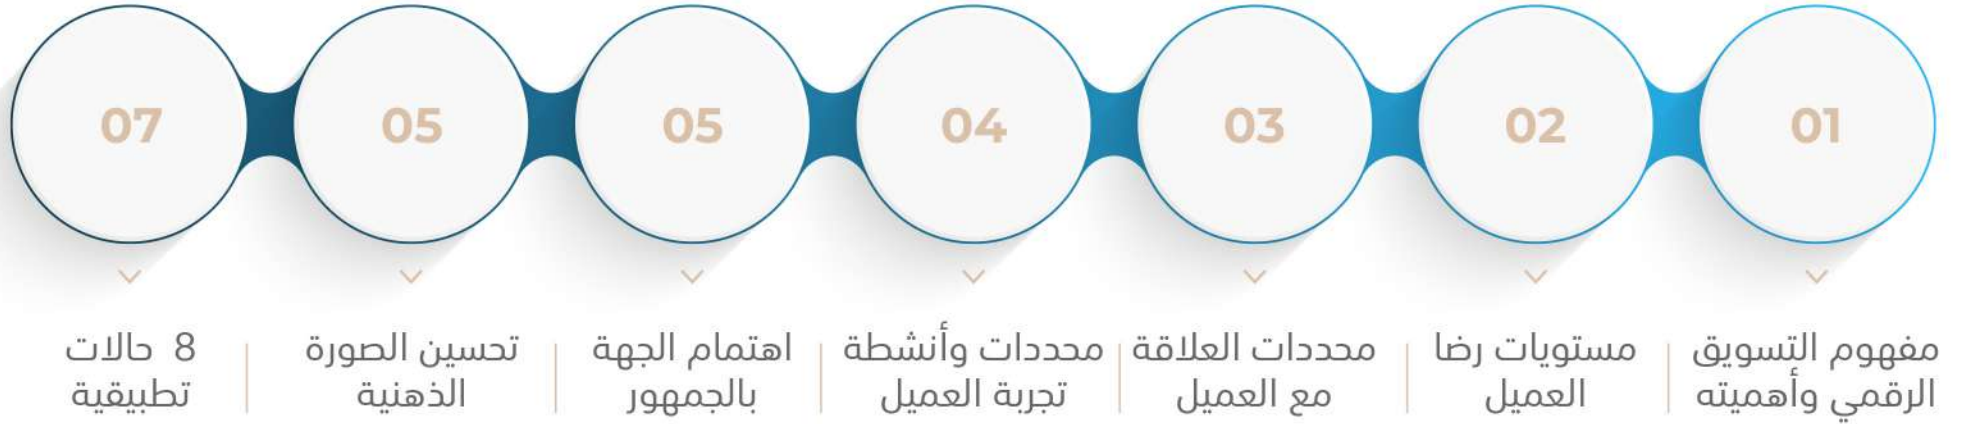 01
مفهوم التسويق
الرقمي وأهميته
02
مستويات رضا
العميل
03
محددات العلاقة
مع العميل
04
محددات وأنشطة
تجربة العميل
05
اهتمام الجهة
بالجمهور
05
تحسين الصورة
الذهنية
07
8 حالات
تطبيقية